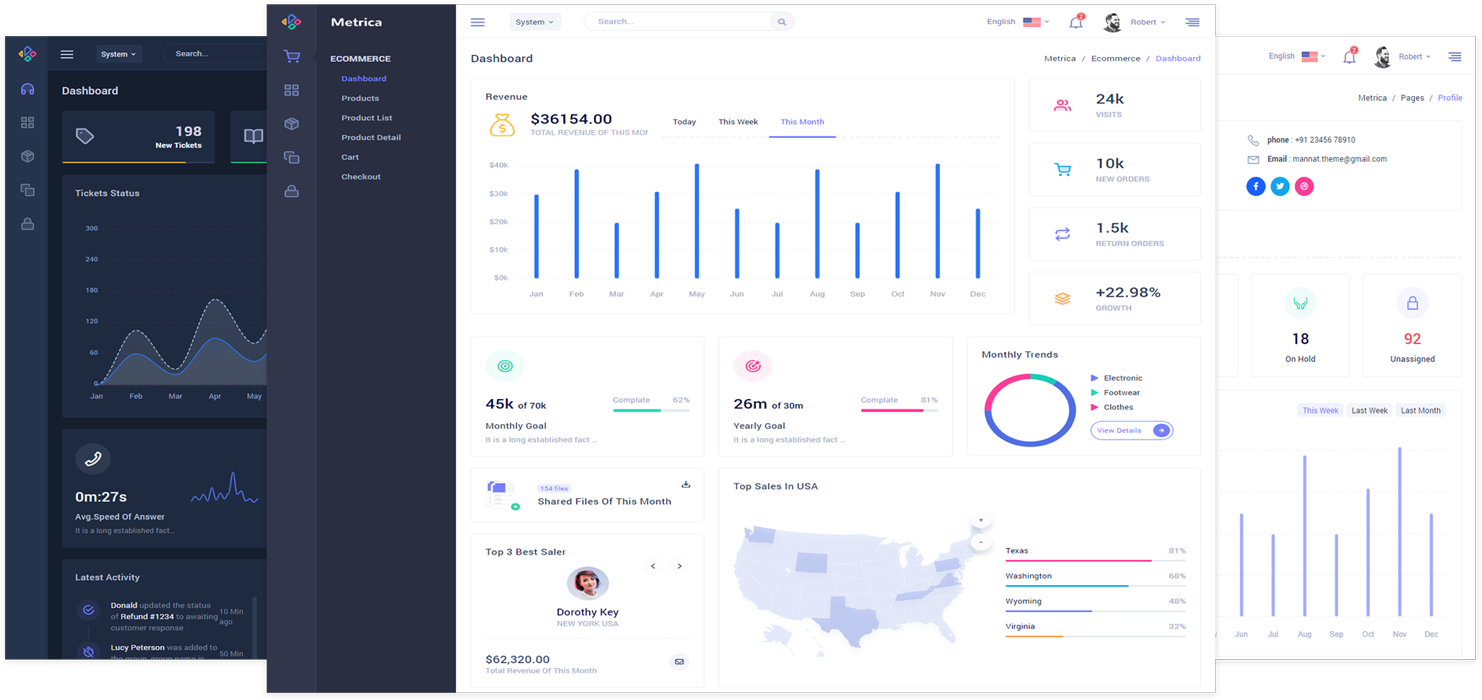 System
Search...
Dashboard
198
New Tickets
Tickets Status
300
240
180
120
60
0
Jan Feb Mar Apr May
0m:27s
Avg.Speed Of Answer
It is a long established fact...
Latest Activity
Donald updated the status
of Refund #1234 to awaiting
customer response
10 Min
ago
Lucy Peterson was added to
50 Min
Metrica
ECOMMERCE
Dashboard
Products
Product List
Product Detail
Cart
Checkout
System
Search...
English
2
Robert
Dashboard
Metrica / Ecommerce / Dashboard
Revenue
$36154.00
TOTAL REVENUE OF THIS MO
Today This Week This Month
$40k
$30k
$20k
$10k
$0k
Jan Feb Mar Apr May Jun Jul Aug Sep Oct Nov Dec
24k
VISITS
10k
NEW ORDERS
1.5k
RETURN ORDERS
+22.98%
GROWTH
45k of 70k
Complate 62%
Monthly Goal
It is a long established fact ...
26m of 30m
Complate 81%
Yearly Goal
It is a long established fact ...
Monthly Trends
Electronic
Footwear
Clothes
View Details
154 files
Shared Files Of This Month
Top 3 Best Saler
Dorothy Key
NEW YORK USA
$62,320.00
Total Revenue Of This Month
Top Sales In USA
+
-
Texas 81%
Washington 68%
Wyoming 48%
Virginia 32%
English
2
Robert
Metrica / Pages / Profile
phone : +91 23456 78910
Email : mannat.theme@gmail.com
18
On Hold
92
Unassigned
This Week Last Week Last Month
Jun Jul Aug Sep Oct Nov Dec